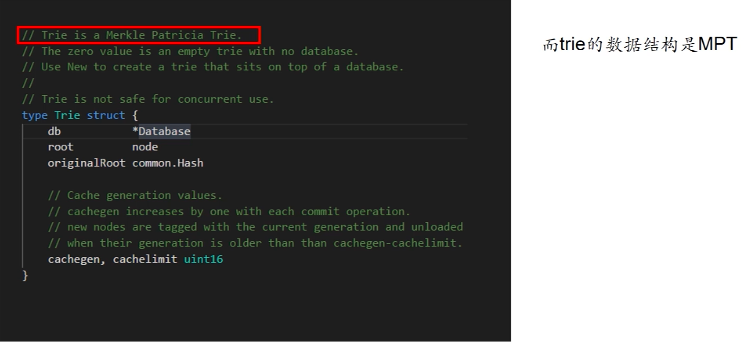 // Trie is a Merkle Patricia Trie.
// The zero value is an empty trie with no database.
// Use New to create a trie that sits on top of a database.
//
// Trie is not safe for concurrent use.
type Trie struct {
    db           *Database
    root         node
    originalRoot common.Hash

    // Cache generation values.
    // cachegen increases by one with each commit operation.
    // new nodes are tagged with the current generation and unloaded
    // when their generation is older than than cachegen-cachelimit.
    cachegen, cachelimit uint16
}
而trie的数据结构是MPT